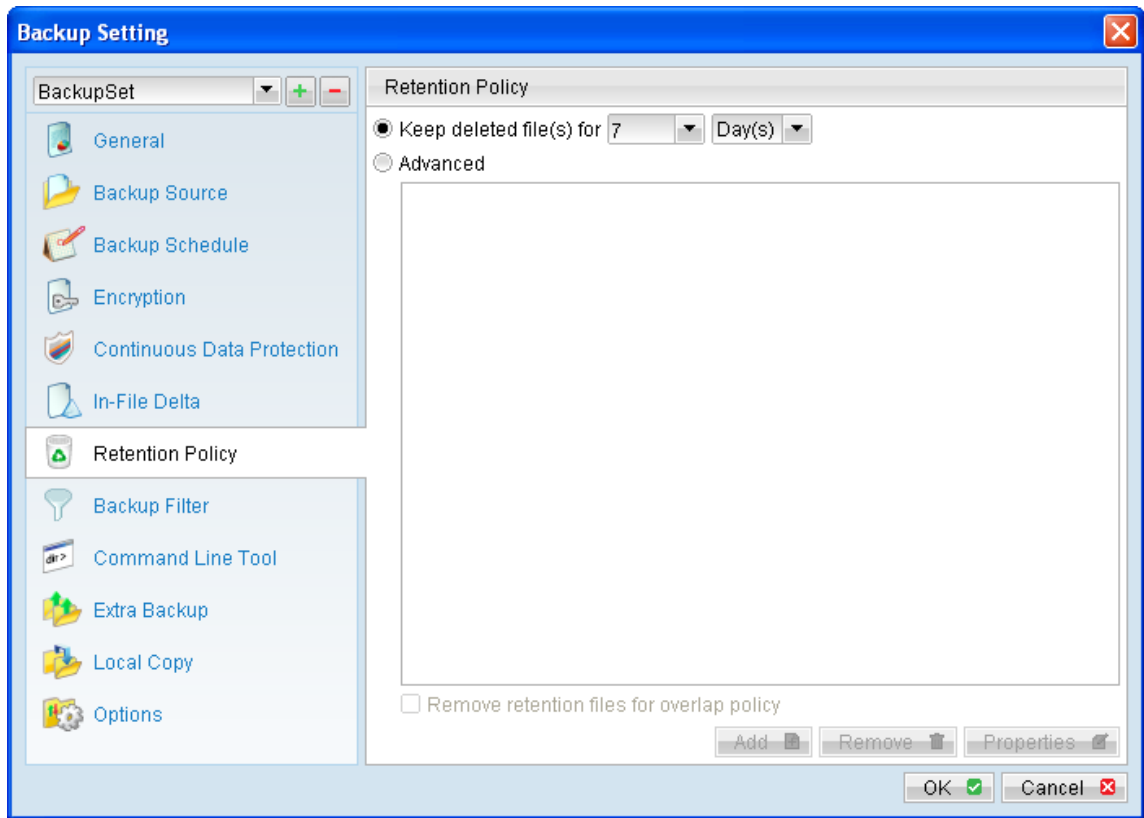 Backup Setting
BackupSet
General
Backup Source
Backup Schedule
Encryption
Continuous Data Protection
In-File Delta
Retention Policy
Backup Filter
dir>
Command Line Tool
Extra Backup
Local Copy
Options
Retention Policy
Keep deleted file(s) for 7 Day(s)
Advanced
Remove retention files for overlap policy
Add Remove Properties
OK Cancel